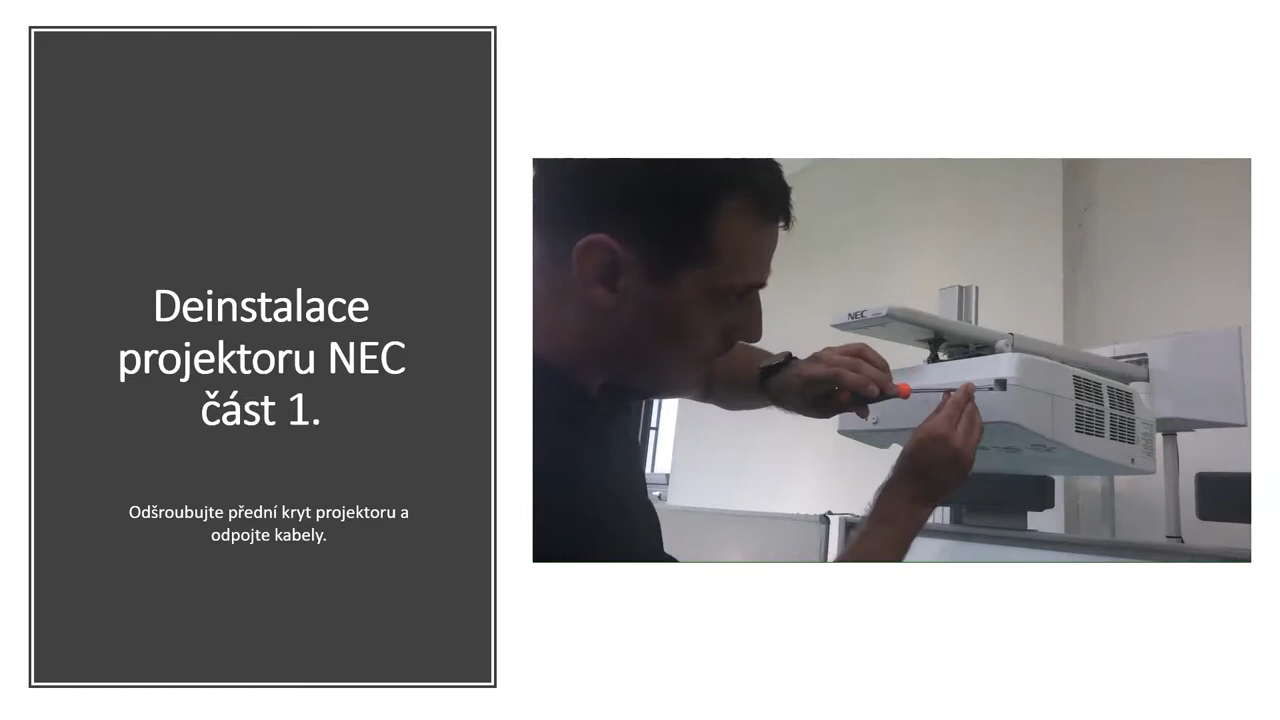 Deinstalace
projektoru NEC
část 1.
Odšroubujte přední kryt projektoru a
odpojte kabely.
NEC